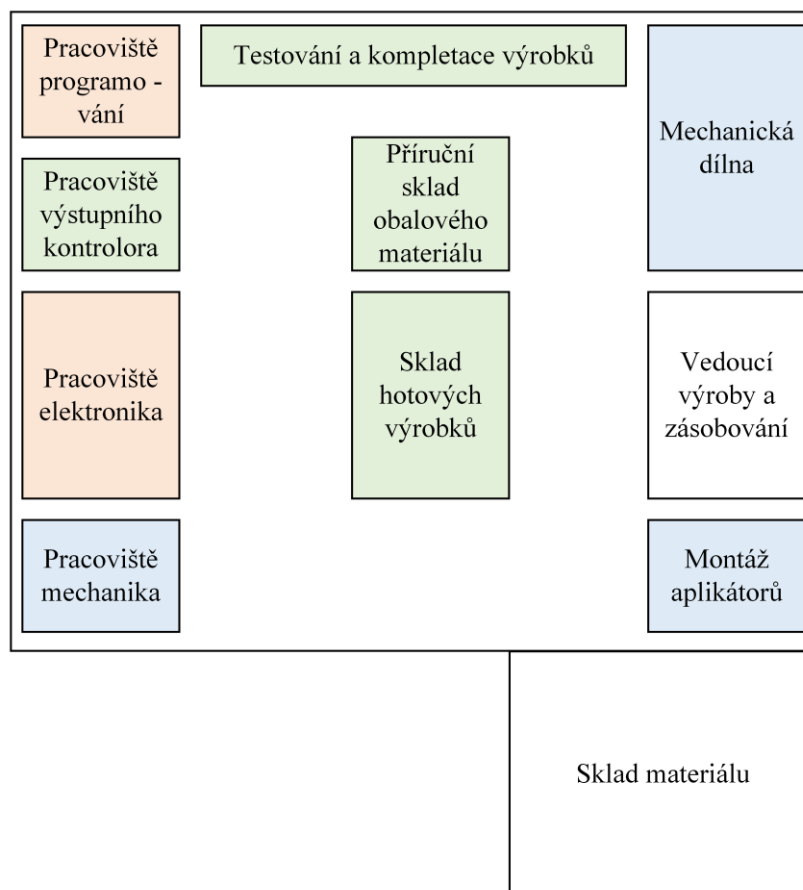 Pracoviště
programo -
vání
Testování a kompletace výrobků
Mechanická
dílna
Pracoviště
výstupního
kontrolora
Příruční
sklad
obalového
materiálu
Pracoviště
elektronika
Sklad
hotových
výrobků
Vedoucí
výroby a
zásobování
Pracoviště
mechanika
Montáž
aplikátorů
Sklad materiálu